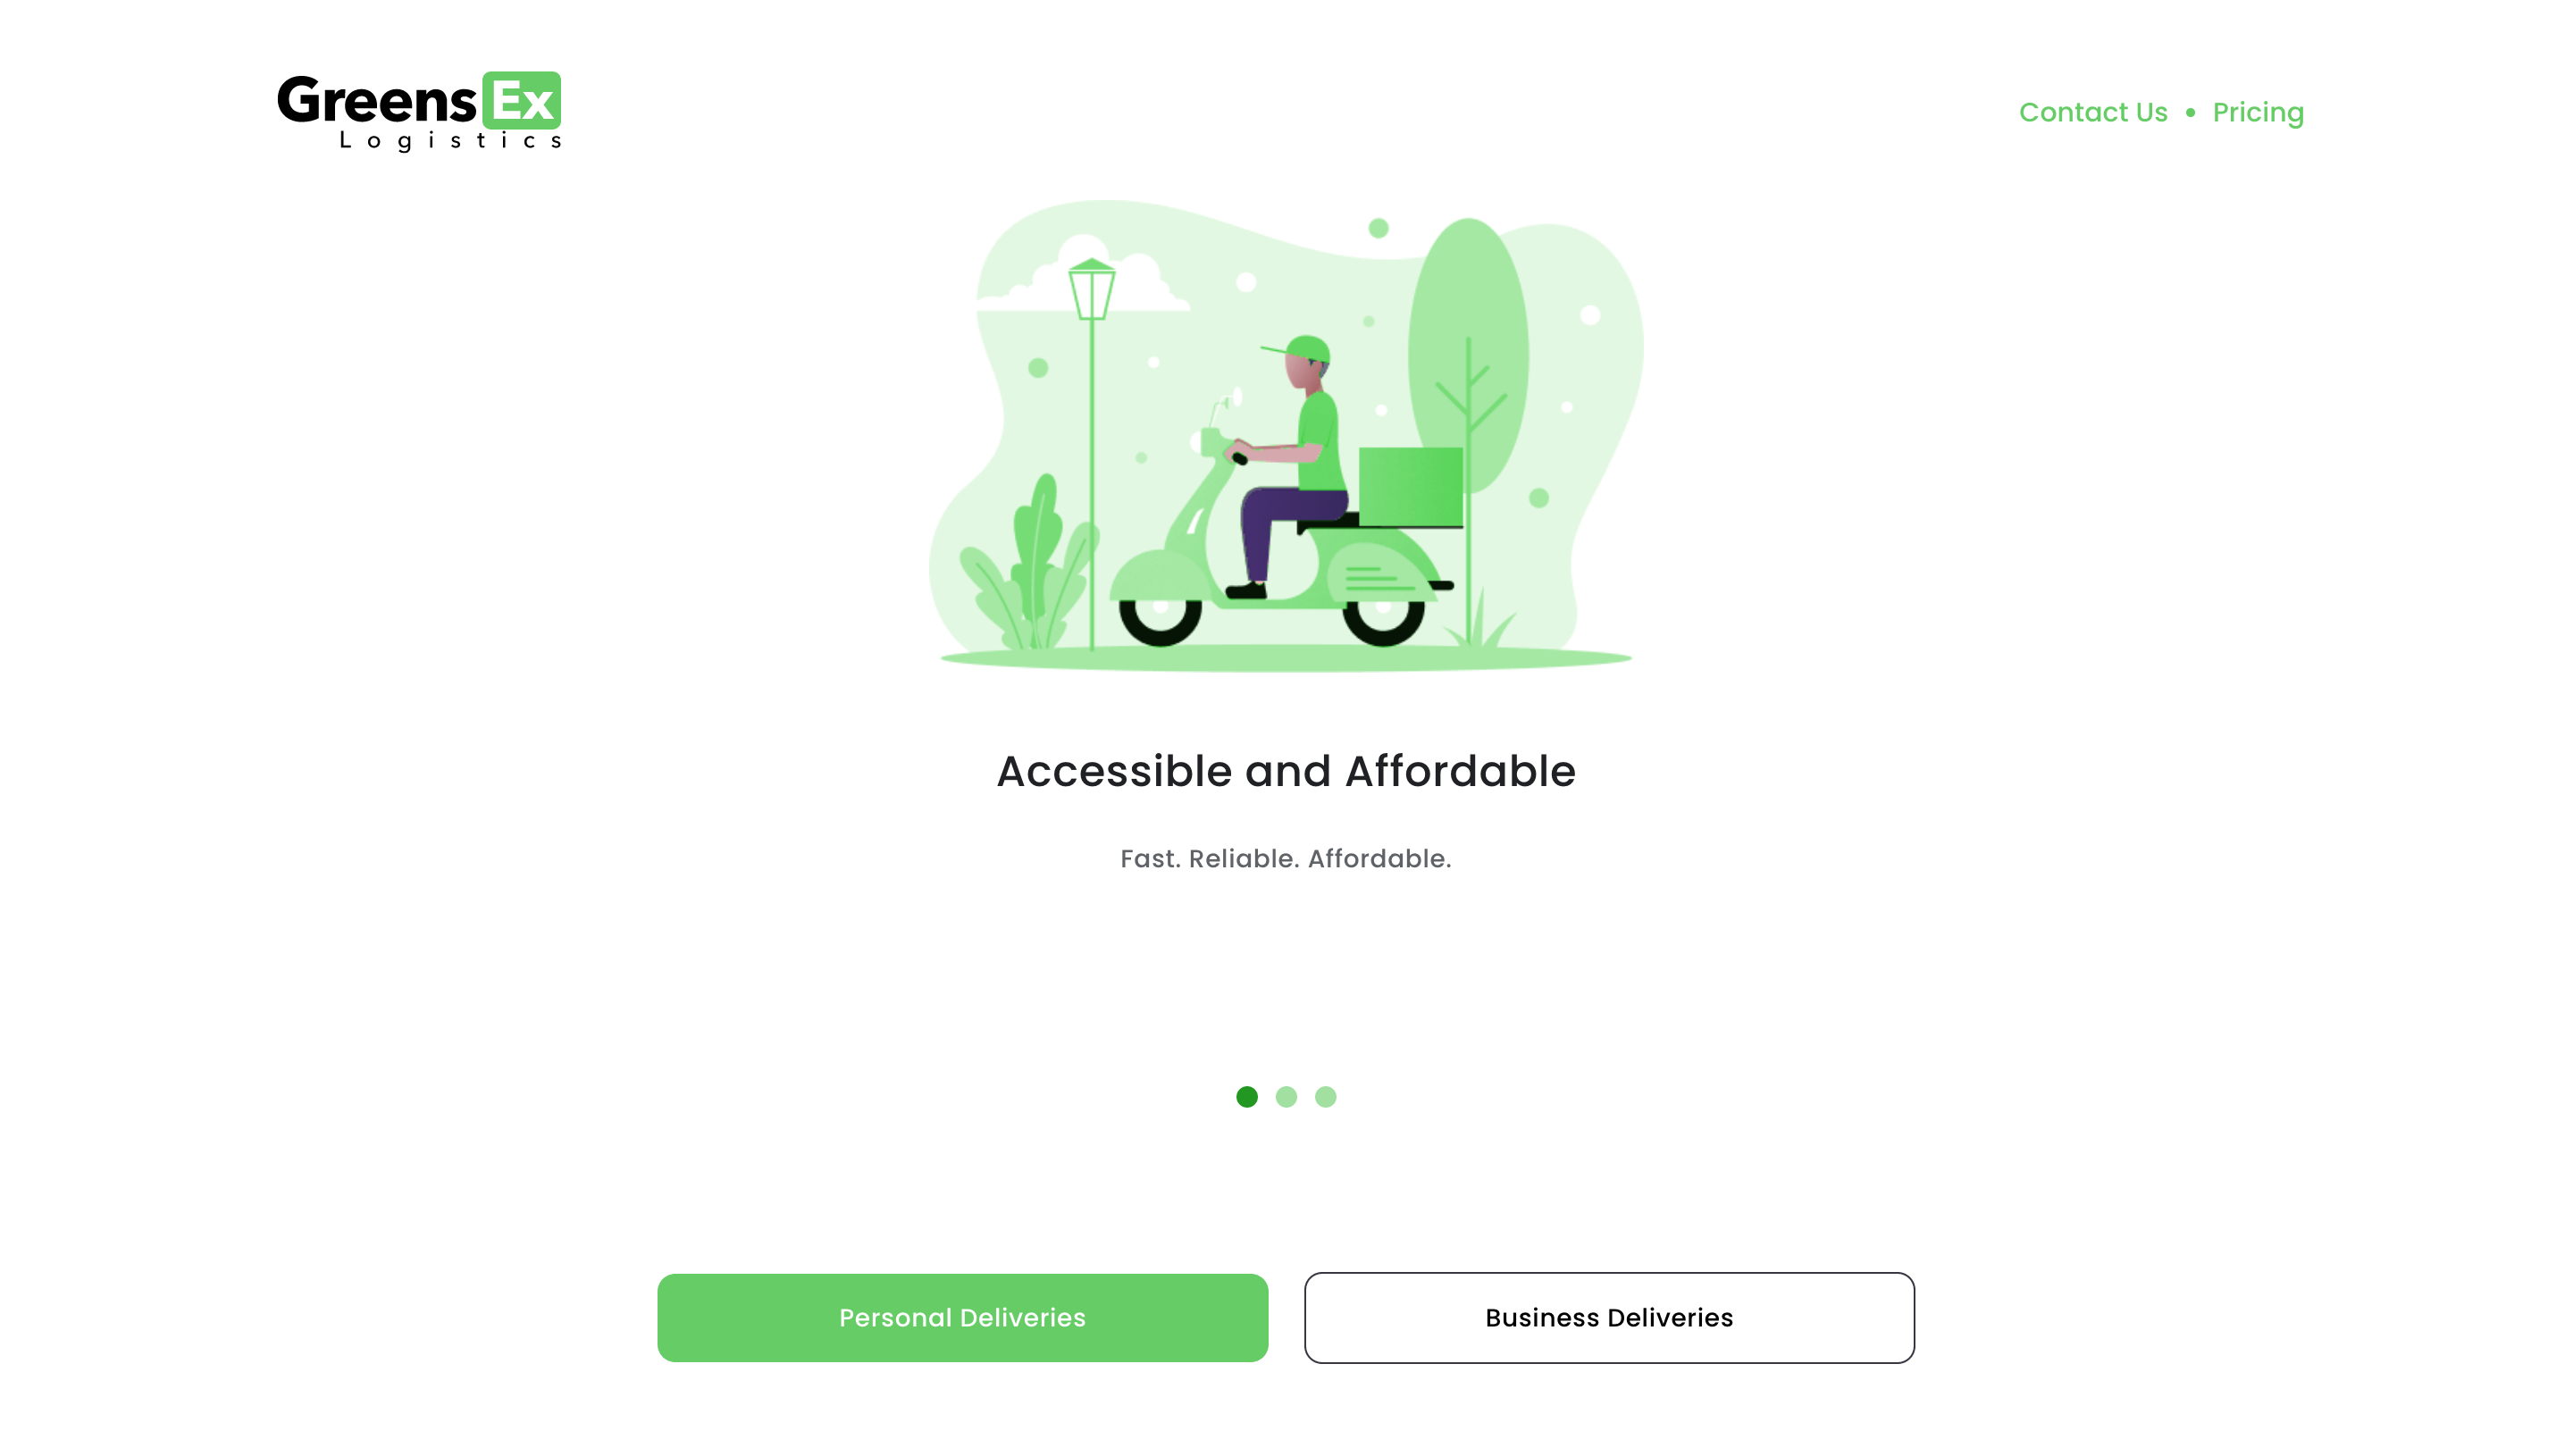 GreensEx
Logistics
Contact Us • Pricing
Accessible and Affordable
Fast. Reliable. Affordable.
Personal Deliveries
Business Deliveries